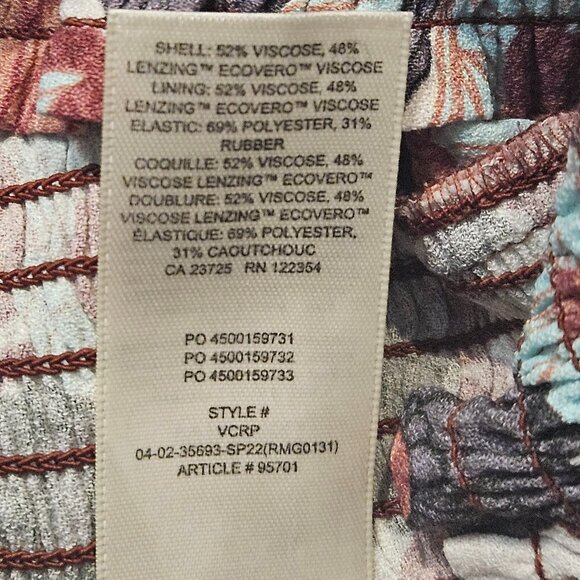 SHELL: 52% VISCOSE, 48%
LENZING™ ECOVERO™ VISCOSE
LINING: 52% VISCOSE, 48%
LENZING™ ECOVERO™ VISCOSE
ELASTIC: 69% POLYESTER, 31%
RUBBER
COQUILLE: 52% VISCOSE, 48%
VISCOSE LENZING™ ECOVERO™
DOUBLURE: 52% VISCOSE, 48%
VISCOSE LENZING™ ECOVERO™
ÉLASTIQUE: 69% POLYESTER,
31% CAOUTCHOUC
CA 23725 RN 122354
PO 4500159731
PO 4500159732
PO 4500159733
STYLE #
VCRP
04-02-35693-SP22(RMG0131)
ARTICLE # 95701